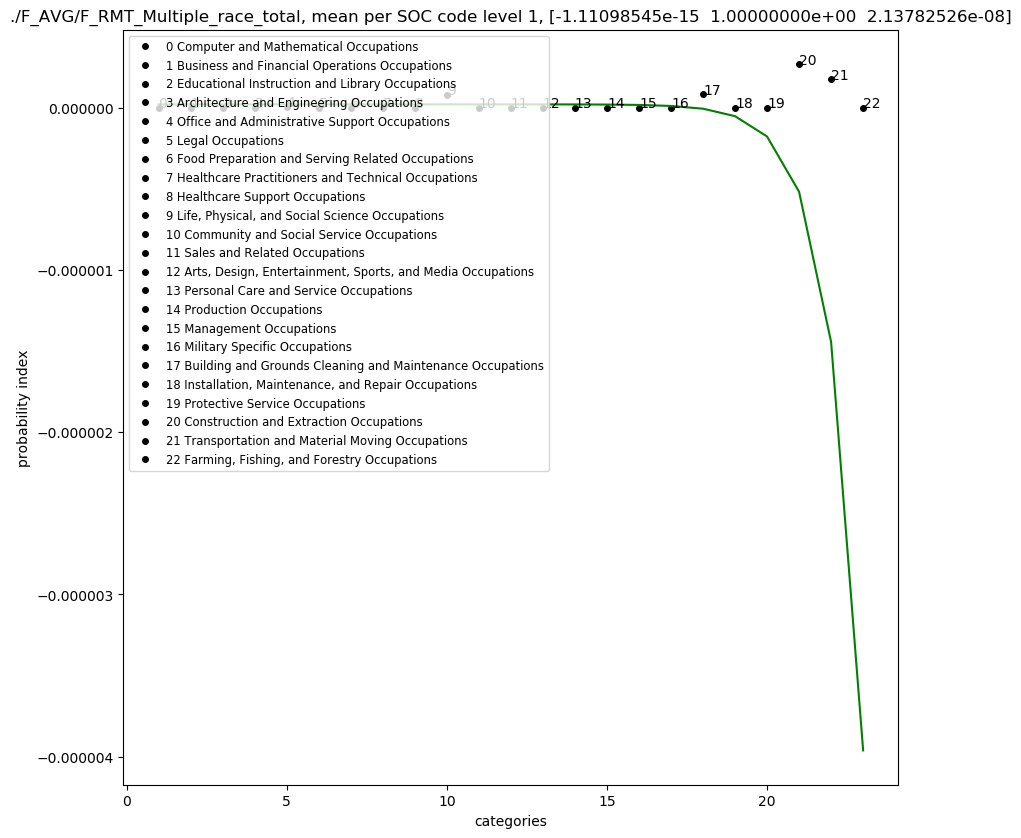 ./F_AVG/F_RMT_Multiple_race_total, mean per SOC code level 1, [-1.11098545e-15  1.00000000e+00  2.13782526e-08]
0 Computer and Mathematical Occupations
1 Business and Financial Operations Occupations
2 Educational Instruction and Library Occupations
3 Architecture and Engineering Occupations
4 Office and Administrative Support Occupations
5 Legal Occupations
6 Food Preparation and Serving Related Occupations
7 Healthcare Practitioners and Technical Occupations
8 Healthcare Support Occupations
9 Life, Physical, and Social Science Occupations
10 Community and Social Service Occupations
11 Sales and Related Occupations
12 Arts, Design, Entertainment, Sports, and Media Occupations
13 Personal Care and Service Occupations
14 Production Occupations
15 Management Occupations
16 Military Specific Occupations
17 Building and Grounds Cleaning and Maintenance Occupations
18 Installation, Maintenance, and Repair Occupations
19 Protective Service Occupations
20 Construction and Extraction Occupations
21 Transportation and Material Moving Occupations
22 Farming, Fishing, and Forestry Occupations
9
10 11 12 13 14 15 16 17 18 19 20 21 22
0.000000
−0.000001
−0.000002
−0.000003
−0.000004
probability index
0 5 10 15 20
categories